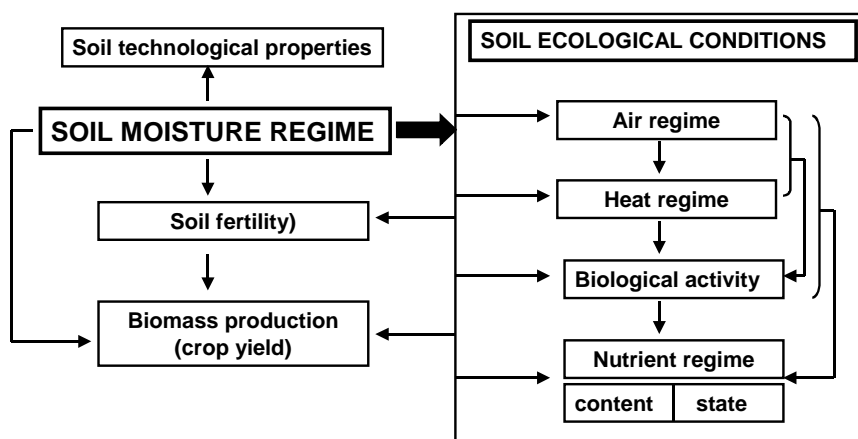 Soil technological properties
SOIL MOISTURE REGIME
Soil fertility)
Biomass production
(crop yield)
SOIL ECOLOGICAL CONDITIONS
Air regime
Heat regime
Biological activity
Nutrient regime
content
state